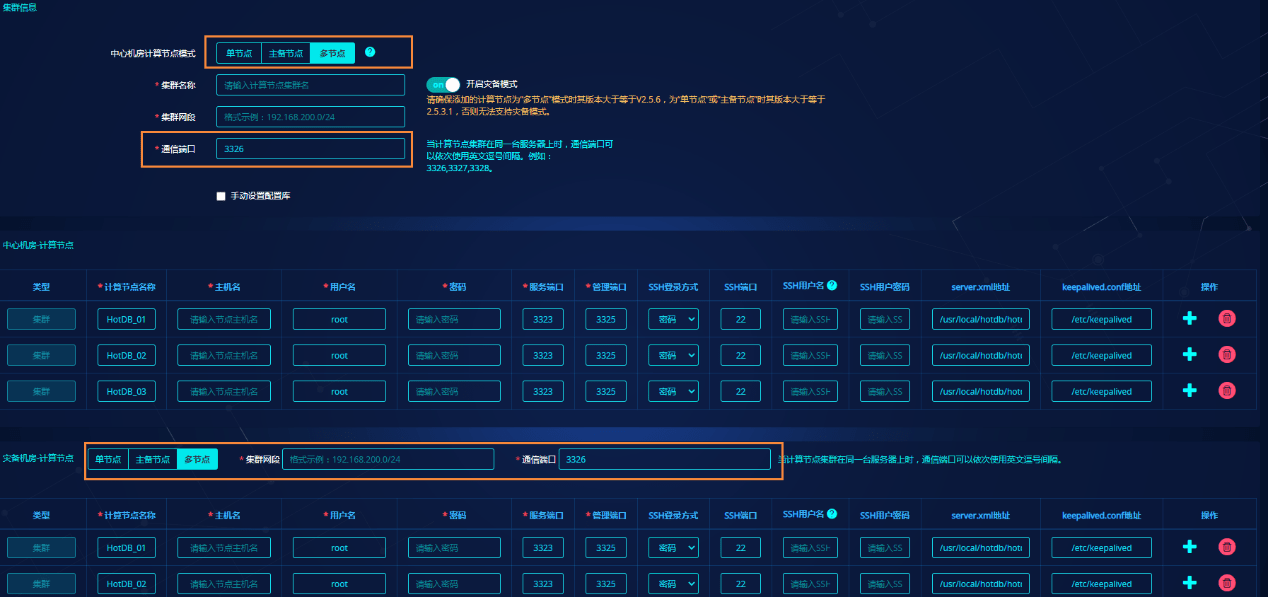 集群信息
中心机房计算节点模式 单节点 主备节点 多节点 ?
* 集群名称 请输入计算节点集群名 on 开启灾备模式
请确保添加的计算节点为"多节点"模式时其版本大于等于V2.5.6，为"单节点"或"主备节点"时其版本大于等于
2.5.3.1，否则无法支持灾备模式。
* 集群网段 格式示例：192.168.200.0/24
* 通信端口 3326
当计算节点集群在同一台服务器上时，通信端口可
以依次使用英文逗号间隔。例如：
3326,3327,3328。
手动设置配置库
中心机房-计算节点
类型 * 计算节点名称 * 主机名 * 用户名 * 密码 * 服务端口 * 管理端口 SSH登录方式 SSH端口 SSH用户名 ? SSH用户密码 server.xml地址 keepalived.conf地址 操作
集群 HotDB_01 请输入节点主机名 root 请输入密码 3323 3325 密码 22 请输入SSH 请输入SS /usr/local/hotdb/hot /etc/keepalived
集群 HotDB_02 请输入节点主机名 root 请输入密码 3323 3325 密码 22 请输入SSH 请输入SS /usr/local/hotdb/hot /etc/keepalived
集群 HotDB_03 请输入节点主机名 root 请输入密码 3323 3325 密码 22 请输入SSH 请输入SS /usr/local/hotdb/hot /etc/keepalived
灾备机房-计算节点 单节点 主备节点 多节点 * 集群网段 格式示例：192.168.200.0/24 * 通信端口 3326 当计算节点集群在同一台服务器上时，通信端口可以依次使用英文逗号间隔。
类型 * 计算节点名称 * 主机名 * 用户名 * 密码 * 服务端口 * 管理端口 SSH登录方式 SSH端口 SSH用户名 ? SSH用户密码 server.xml地址 keepalived.conf地址 操作
集群 HotDB_01 请输入节点主机名 root 请输入密码 3323 3325 密码 22 请输入SSH 请输入SS /usr/local/hotdb/hot /etc/keepalived
集群 HotDB_02 请输入节点主机名 root 请输入密码 3323 3325 密码 22 请输入SSH 请输入SS /usr/local/hotdb/hot /etc/keepalived